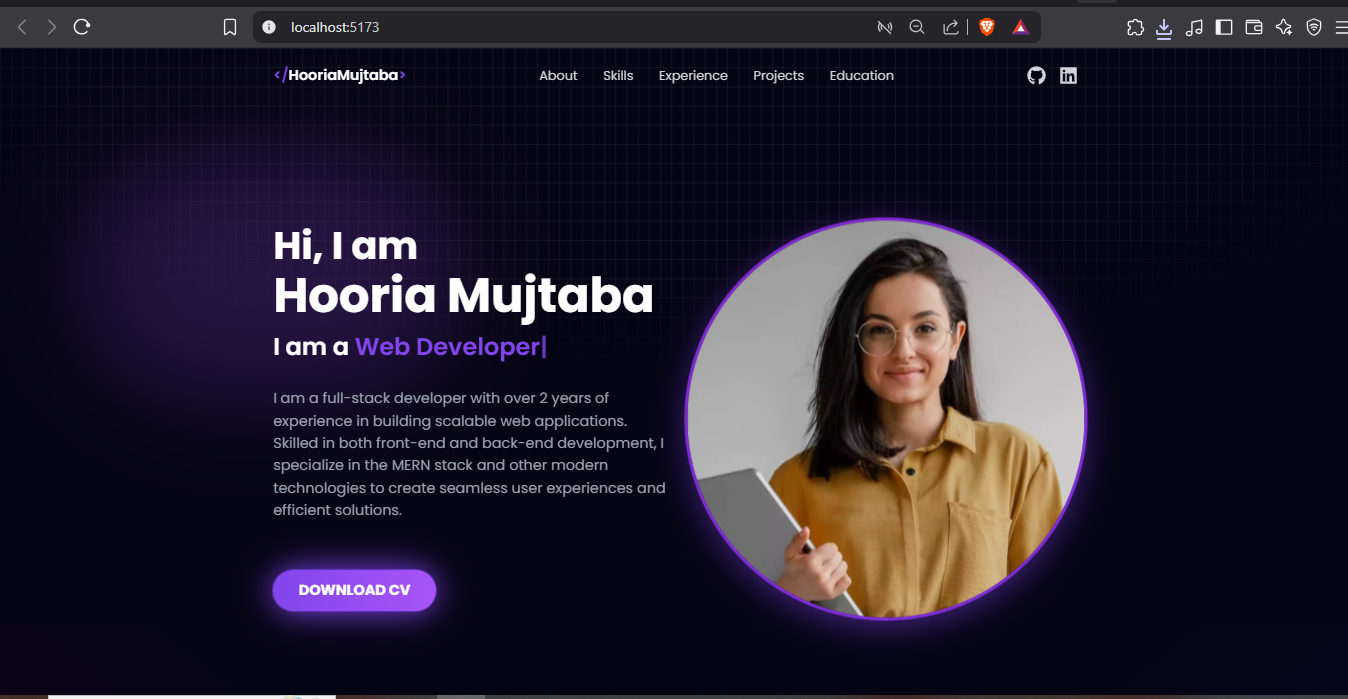 localhost:5173
</HooriaMujtaba>
About
Skills
Experience
Projects
Education
Hi, I am
Hooria Mujtaba
I am a Web Developer|
I am a full-stack developer with over 2 years of
experience in building scalable web applications.
Skilled in both front-end and back-end development, I
specialize in the MERN stack and other modern
technologies to create seamless user experiences and
efficient solutions.
DOWNLOAD CV